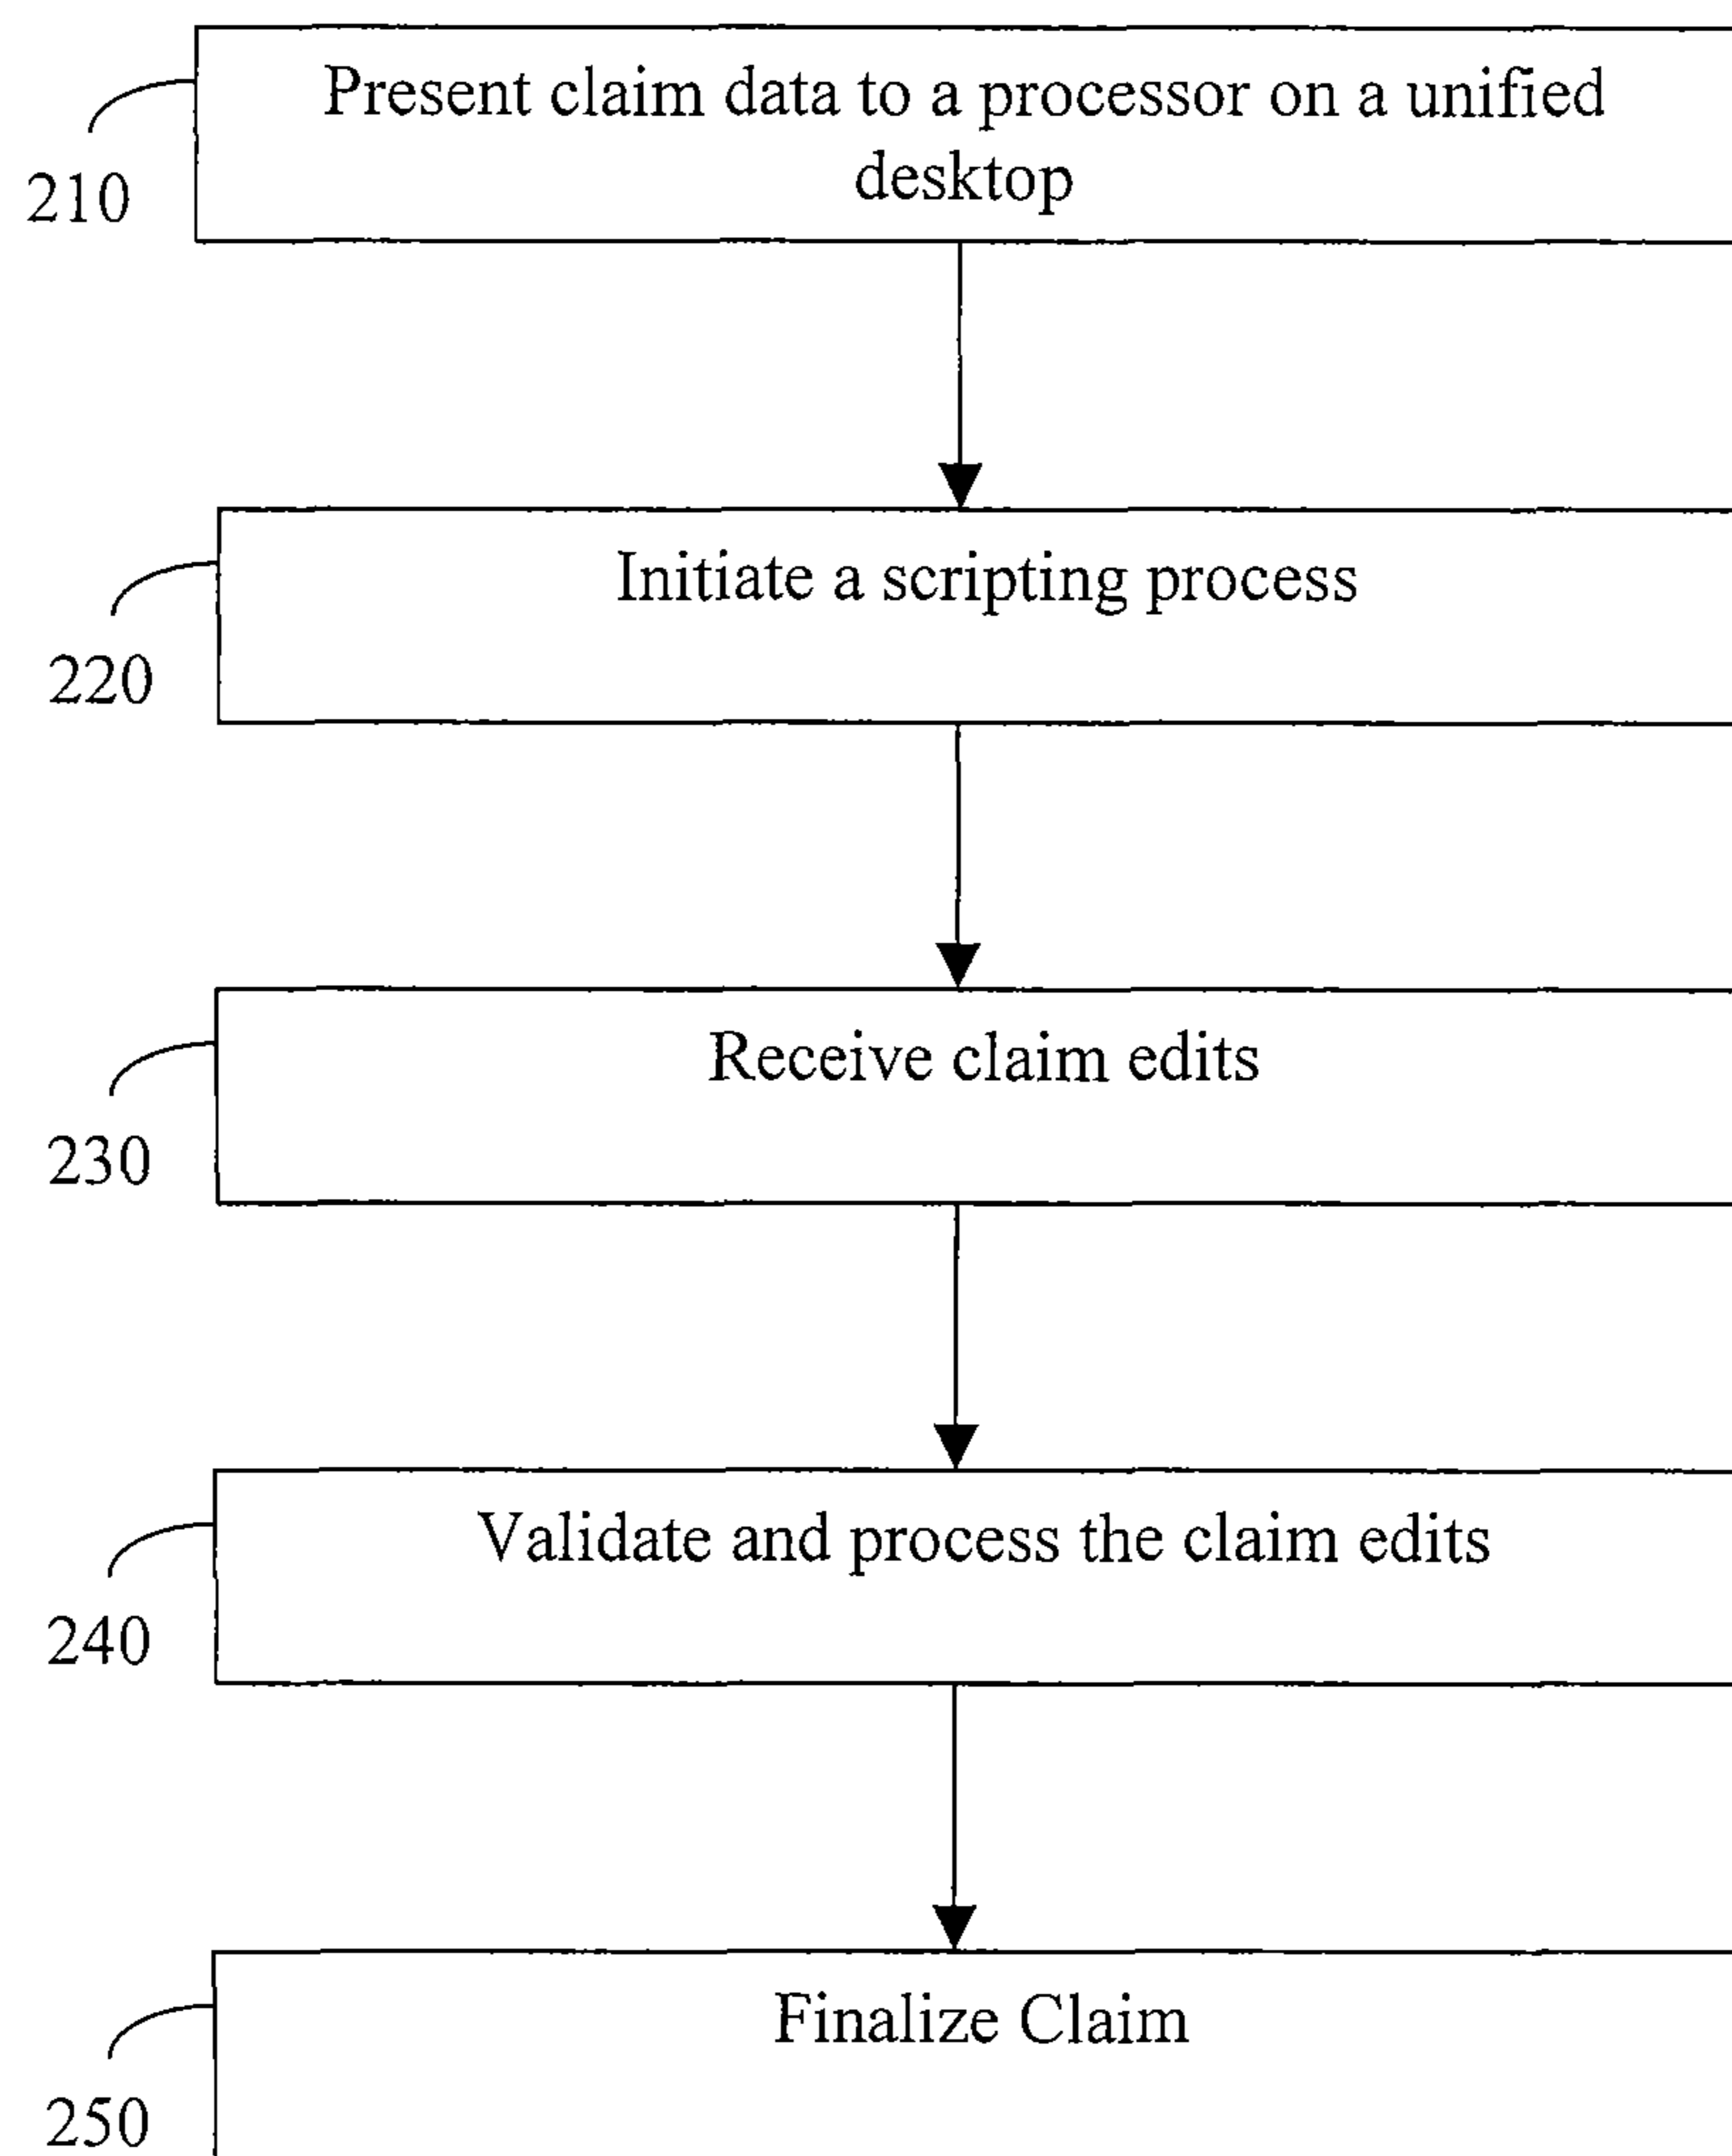 Present claim data to a processor on a unified
desktop
210
Initiate a scripting process
220
Receive claim edits
230
Validate and process the claim edits
240
Finalize Claim
250